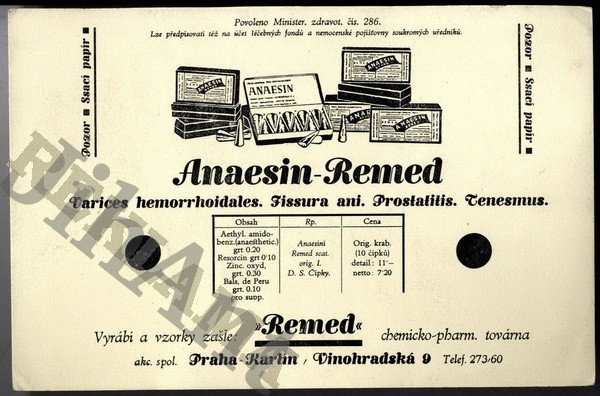 Povoleno Minister. zdravot. čis. 286.
Lze předpisovati též na účet léčebných fondů a nemocenské pojišťovny soukromých úředníků.
Pozor ■ Ssací papír ■
Pozor ■ Ssací papír ■
ANAESIN
ANAESIN
ANAESIN
ANAESIN
Anaesin-Remed
Varices hemorrhoidales. Fissura ani. Prostatitis. Tenesmus.
Obsah
Aethyl. amido-
benz.(anaesthetic.)
grt 0.20
Resorcin grt 0·10
Zinc. oxyd,
grt. 0.30
Bals, de Peru
grt. 0.10
pro supp.
Rp.
Anaesini
Remed scat.
orig. I.
D. S. Čípky.
Cena
Orig. krab.
(10 čípků)
detail : 11·—
netto : 7·20
Vyrábí a vzorky zašle: „Remed“ chemicko-pharm. továrna
akc. spol. Praha-Karlín, Vinohradská 9 Telef. 273/60